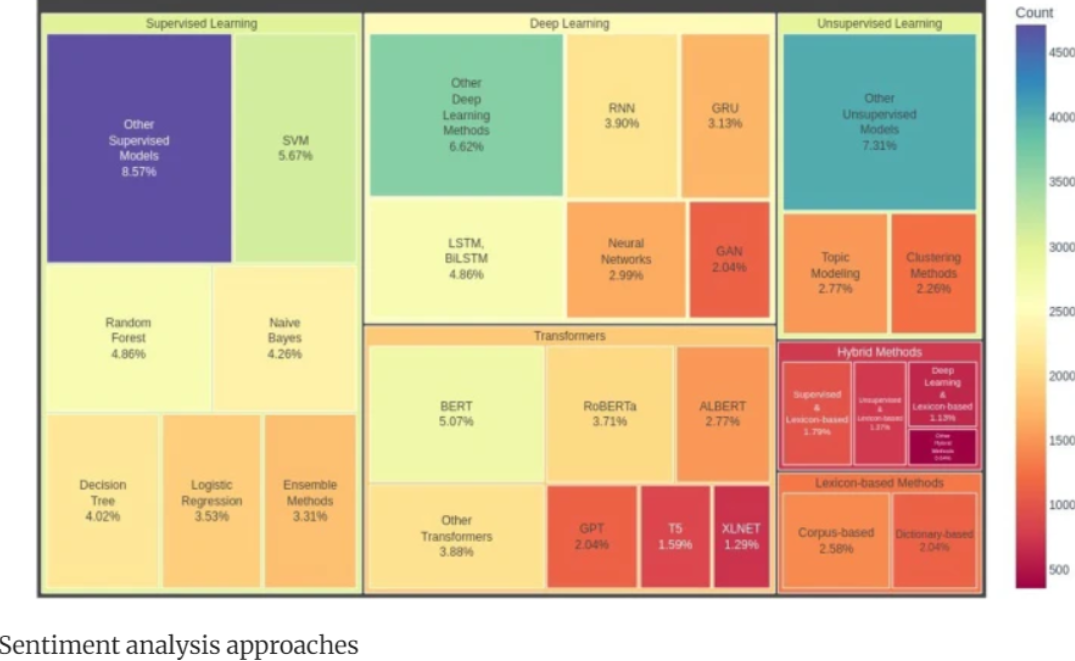 Supervised Learning
Other
Supervised
Models
8.57%
SVM
5.67%
Random
Forest
4.86%
Naive
Bayes
4.26%
Decision
Tree
4.02%
Logistic
Regression
3.53%
Ensemble
Methods
3.31%
Deep Learning
Other
Deep
Learning
Methods
6.62%
RNN
3.90%
GRU
3.13%
LSTM,
BiLSTM
4.86%
Neural
Networks
2.99%
GAN
2.04%
Transformers
BERT
5.07%
RoBERTa
3.71%
ALBERT
2.77%
Other
Transformers
3.88%
GPT
2.04%
T5
1.59%
XLNET
1.29%
Unsupervised Learning
Other
Unsupervised
Models
7.31%
Topic
Modeling
2.77%
Clustering
Methods
2.26%
Hybrid Methods
Supervised
&
Lexicon-based
1.79%
Unsupervised
&
Lexicon-based
Deep
Learning
&
Lexicon-based
1.13%
Other
Hybrid
Methods
Lexicon-based Methods
Corpus-based
2.58%
Dictionary-based
2.04%
Count
4500
4000
3500
3000
2500
2000
1500
1000
500
Sentiment analysis approaches